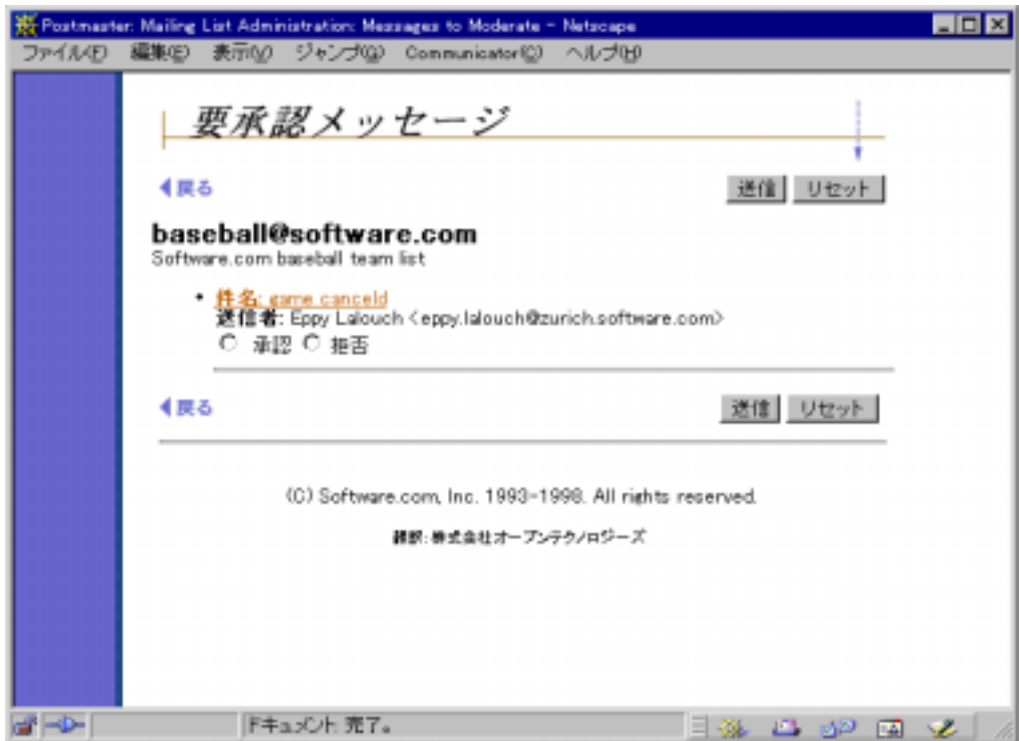 Postmaster: Mailing List Administration: Messages to Moderate - Netscape
ファイル(F) 編集(E) 表示(V) ジャンプ(G) Communicator(C) ヘルプ(H)
要承認メッセージ
戻る 送信 リセット
baseball@software.com
Software.com baseball team list
• 件名: game canceld
送信者: Eppy Lalouch <eppy.lalouch@zurich.software.com>
承認 拒否
戻る 送信 リセット
(C) Software.com, Inc. 1993-1998. All rights reserved.
翻訳: 株式会社オープンテクノロジーズ
ドキュメント: 完了。